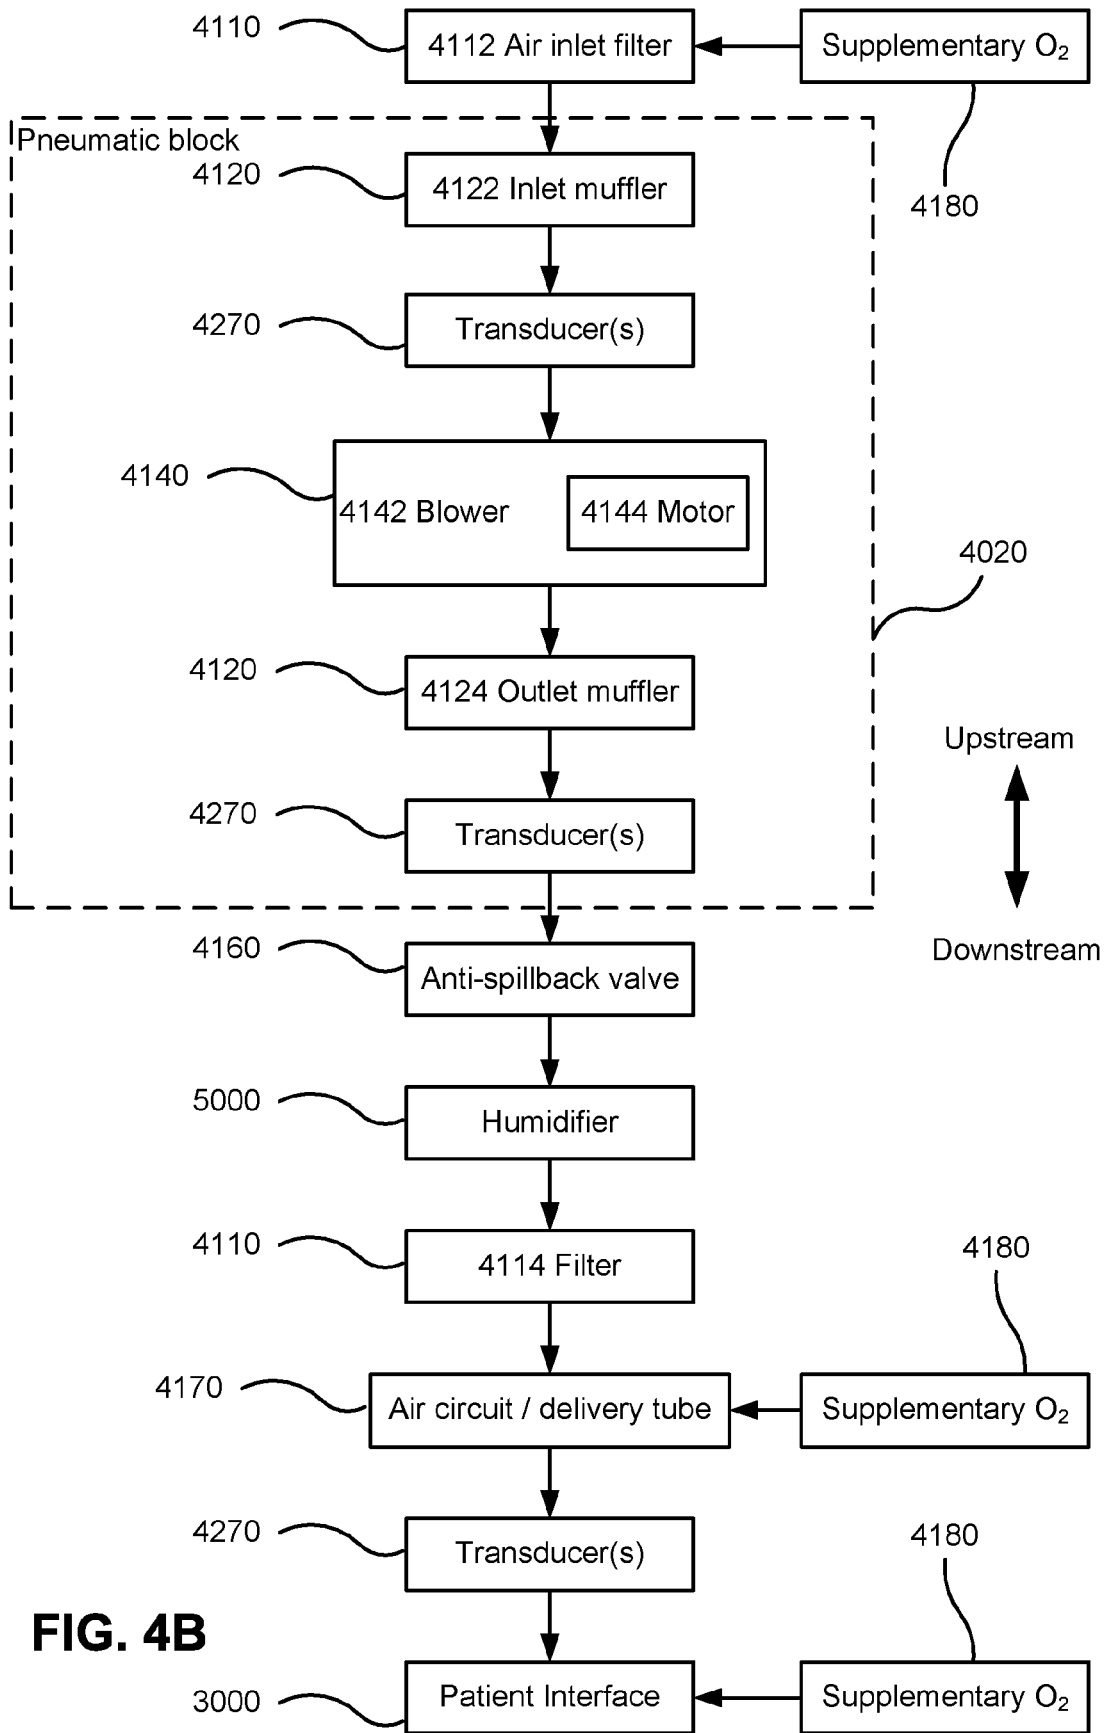 4110
4112 Air inlet filter
Supplementary O₂
4180
Pneumatic block
4120
4122 Inlet muffler
4270
Transducer(s)
4140
4142 Blower
4144 Motor
4020
4120
4124 Outlet muffler
4270
Transducer(s)
Upstream
Downstream
4160
Anti-spillback valve
5000
Humidifier
4110
4114 Filter
4180
4170
Air circuit / delivery tube
Supplementary O₂
4270
Transducer(s)
4180
FIG. 4B
3000
Patient Interface
Supplementary O₂